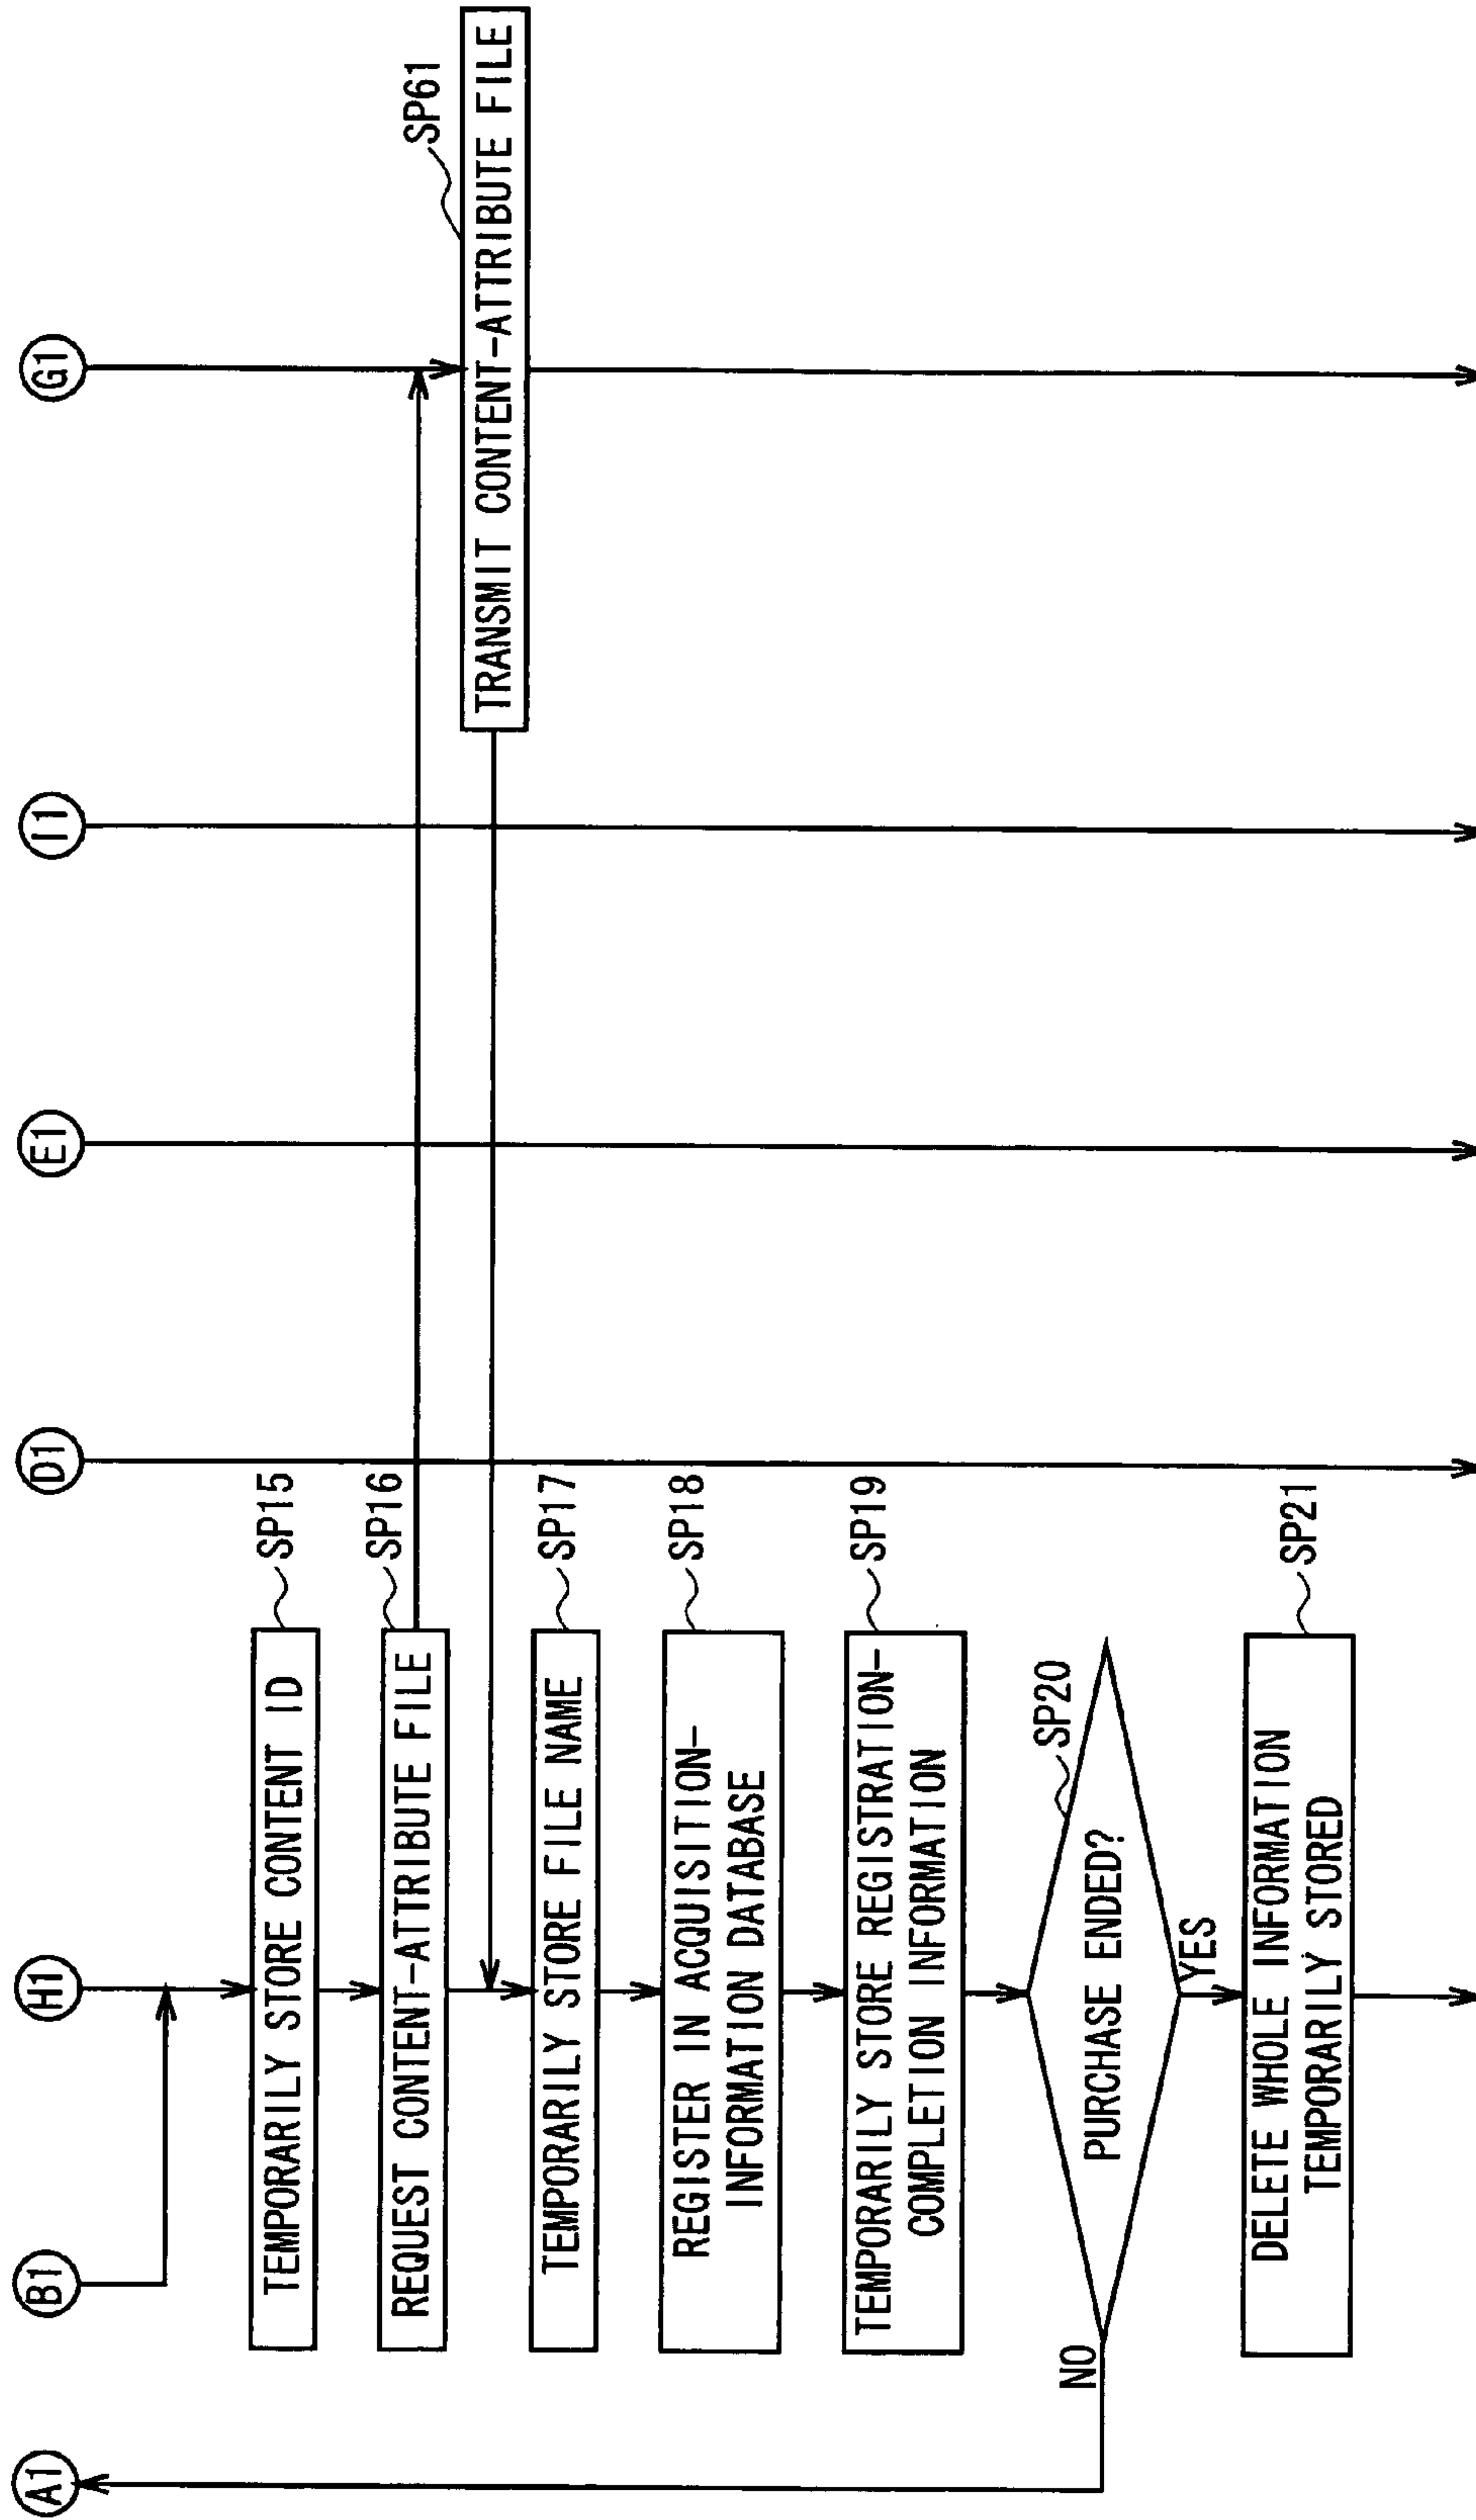 A1
B1
H1
D1
E1
I1
G1
SP15
TEMPORARILY STORE CONTENT ID
SP16
REQUEST CONTENT-ATTRIBUTE FILE
SP61
TRANSMIT CONTENT-ATTRIBUTE FILE
SP17
TEMPORARILY STORE FILE NAME
SP18
REGISTER IN ACQUISITION-
INFORMATION DATABASE
SP19
TEMPORARILY STORE REGISTRATION-
COMPLETION INFORMATION
SP20
PURCHASE ENDED?
NO
YES
SP21
DELETE WHOLE INFORMATION
TEMPORARILY STORED